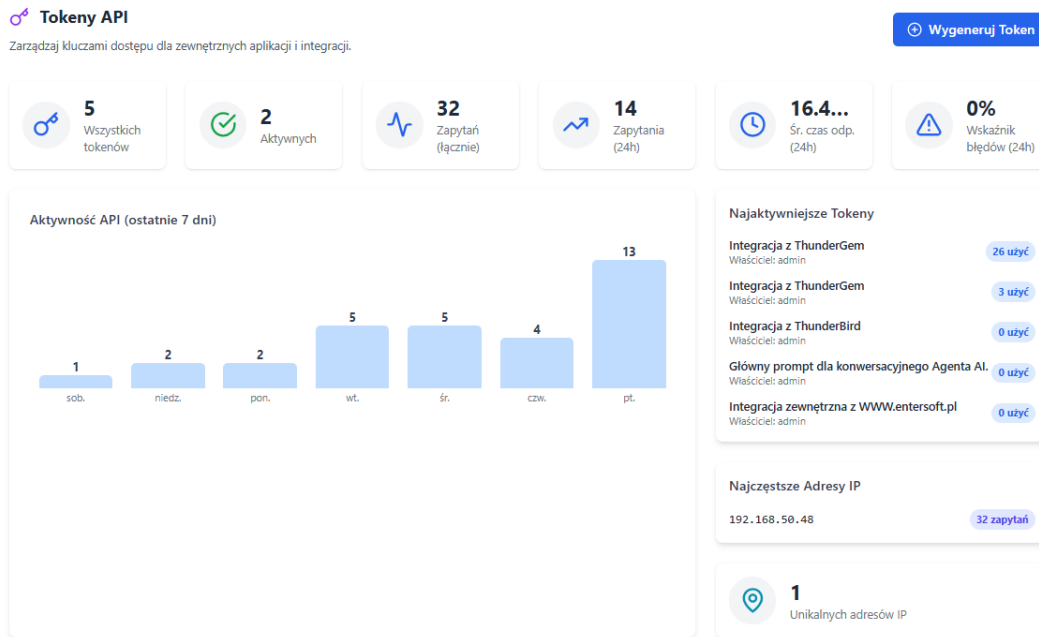 Tokeny API
Zarządzaj kluczami dostępu dla zewnętrznych aplikacji i integracji.
Wygeneruj Token
5
Wszystkich
tokenów
2
Aktywnych
32
Zapytań
(łącznie)
14
Zapytania
(24h)
16.4...
Śr. czas odp.
(24h)
0%
Wskaźnik
błędów (24h)
Aktywność API (ostatnie 7 dni)
1
2
2
5
5
4
13
sob.
niedz.
pon.
wt.
śr.
czw.
pt.
Najaktywniejsze Tokeny
Integracja z ThunderGem
Właściciel: admin
26 użyć
Integracja z ThunderGem
Właściciel: admin
3 użyć
Integracja z ThunderBird
Właściciel: admin
0 użyć
Główny prompt dla konwersacyjnego Agenta AI.
Właściciel: admin
0 użyć
Integracja zewnętrzna z WWW.entersoft.pl
Właściciel: admin
0 użyć
Najczęstsze Adresy IP
192.168.50.48
32 zapytań
1
Unikalnych adresów IP